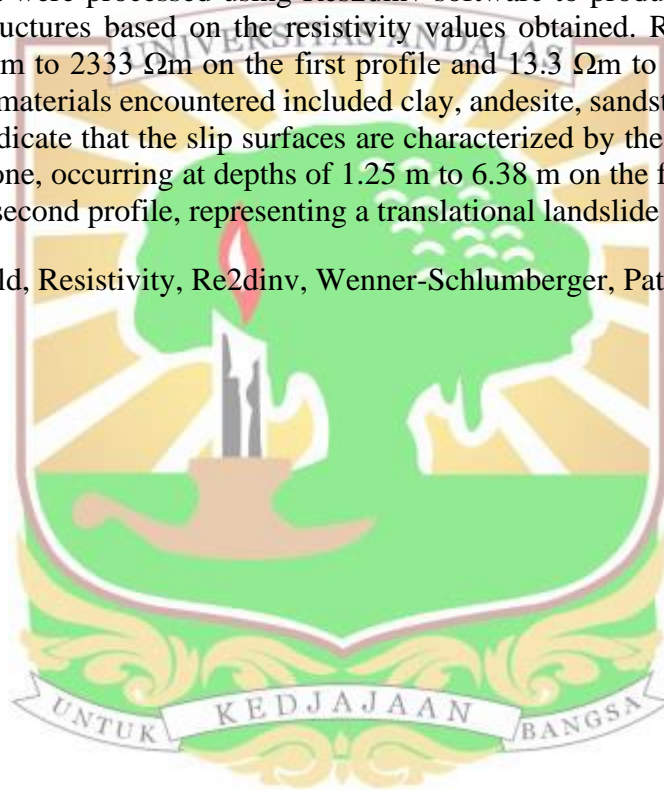 were processed using Res2dinv software to produ
uctures based on the resistivity values obtained. R
UNIVERSITAS ANDALAS
m to 2333 Ωm on the first profile and 13.3 Ωm to
materials encountered included clay, andesite, sandst
dicate that the slip surfaces are characterized by the
one, occurring at depths of 1.25 m to 6.38 m on the f
second profile, representing a translational landslide
ld, Resistivity, Re2dinv, Wenner-Schlumberger, Pat
UNTUK KEDJAJAAN BANGSA